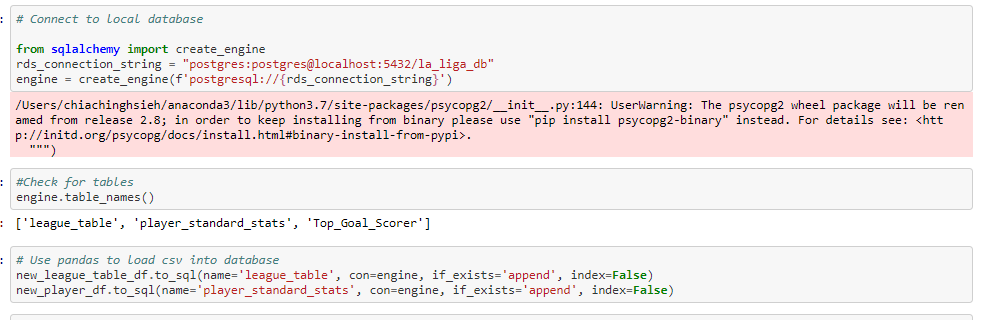 # Connect to local database
from sqlalchemy import create_engine
rds_connection_string = "postgres:postgres@localhost:5432/la_liga_db"
engine = create_engine(f'postgresql://{rds_connection_string}')
/Users/chiachinghsieh/anaconda3/lib/python3.7/site-packages/psycopg2/__init__.py:144: UserWarning: The psycopg2 wheel package will be ren
amed from release 2.8; in order to keep installing from binary please use "pip install psycopg2-binary" instead. For details see: <htt
p://initd.org/psycopg/docs/install.html#binary-install-from-pypi>.
  """)
#Check for tables
engine.table_names()
['league_table', 'player_standard_stats', 'Top_Goal_Scorer']
# Use pandas to load csv into database
new_league_table_df.to_sql(name='league_table', con=engine, if_exists='append', index=False)
new_player_df.to_sql(name='player_standard_stats', con=engine, if_exists='append', index=False)